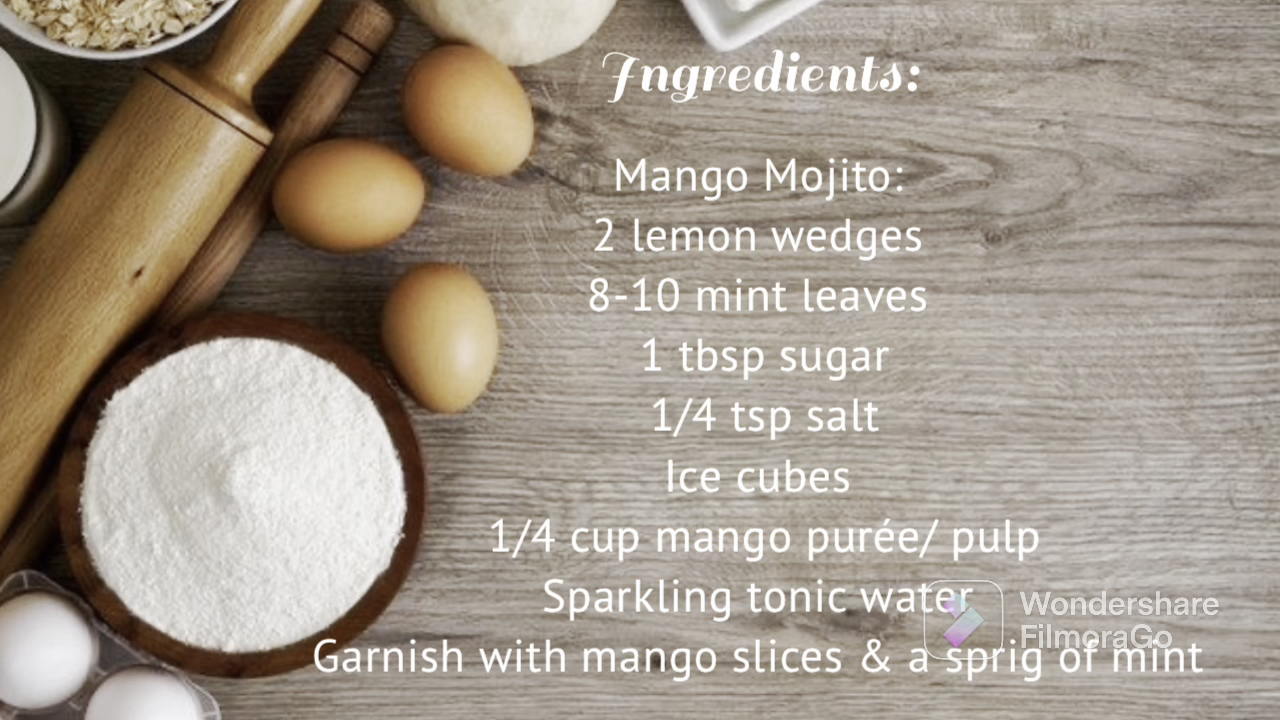 Ingredients:
Mango Mojito:
2 lemon wedges
8-10 mint leaves
1 tbsp sugar
1/4 tsp salt
Ice cubes
1/4 cup mango purée/ pulp
Sparkling tonic water
Garnish with mango slices & a sprig of mint
Wondershare
FilmoraGo